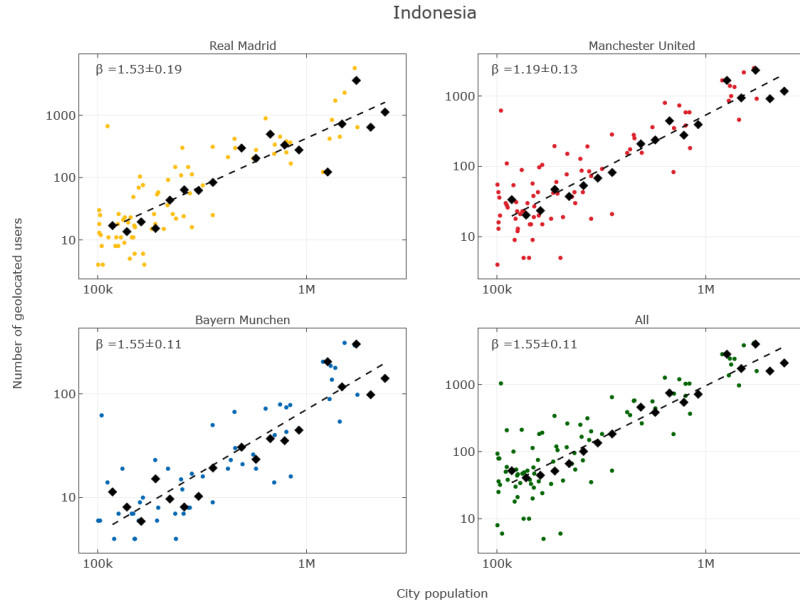 Indonesia
Real Madrid
Manchester United
β =1.53±0.19
β =1.19±0.13
1000
100
10
1000
100
10
100k
1M
100k
1M
Number of geolocated users
Bayern Munchen
All
β =1.55±0.11
β =1.55±0.11
100
10
1000
100
10
100k
1M
100k
1M
City population